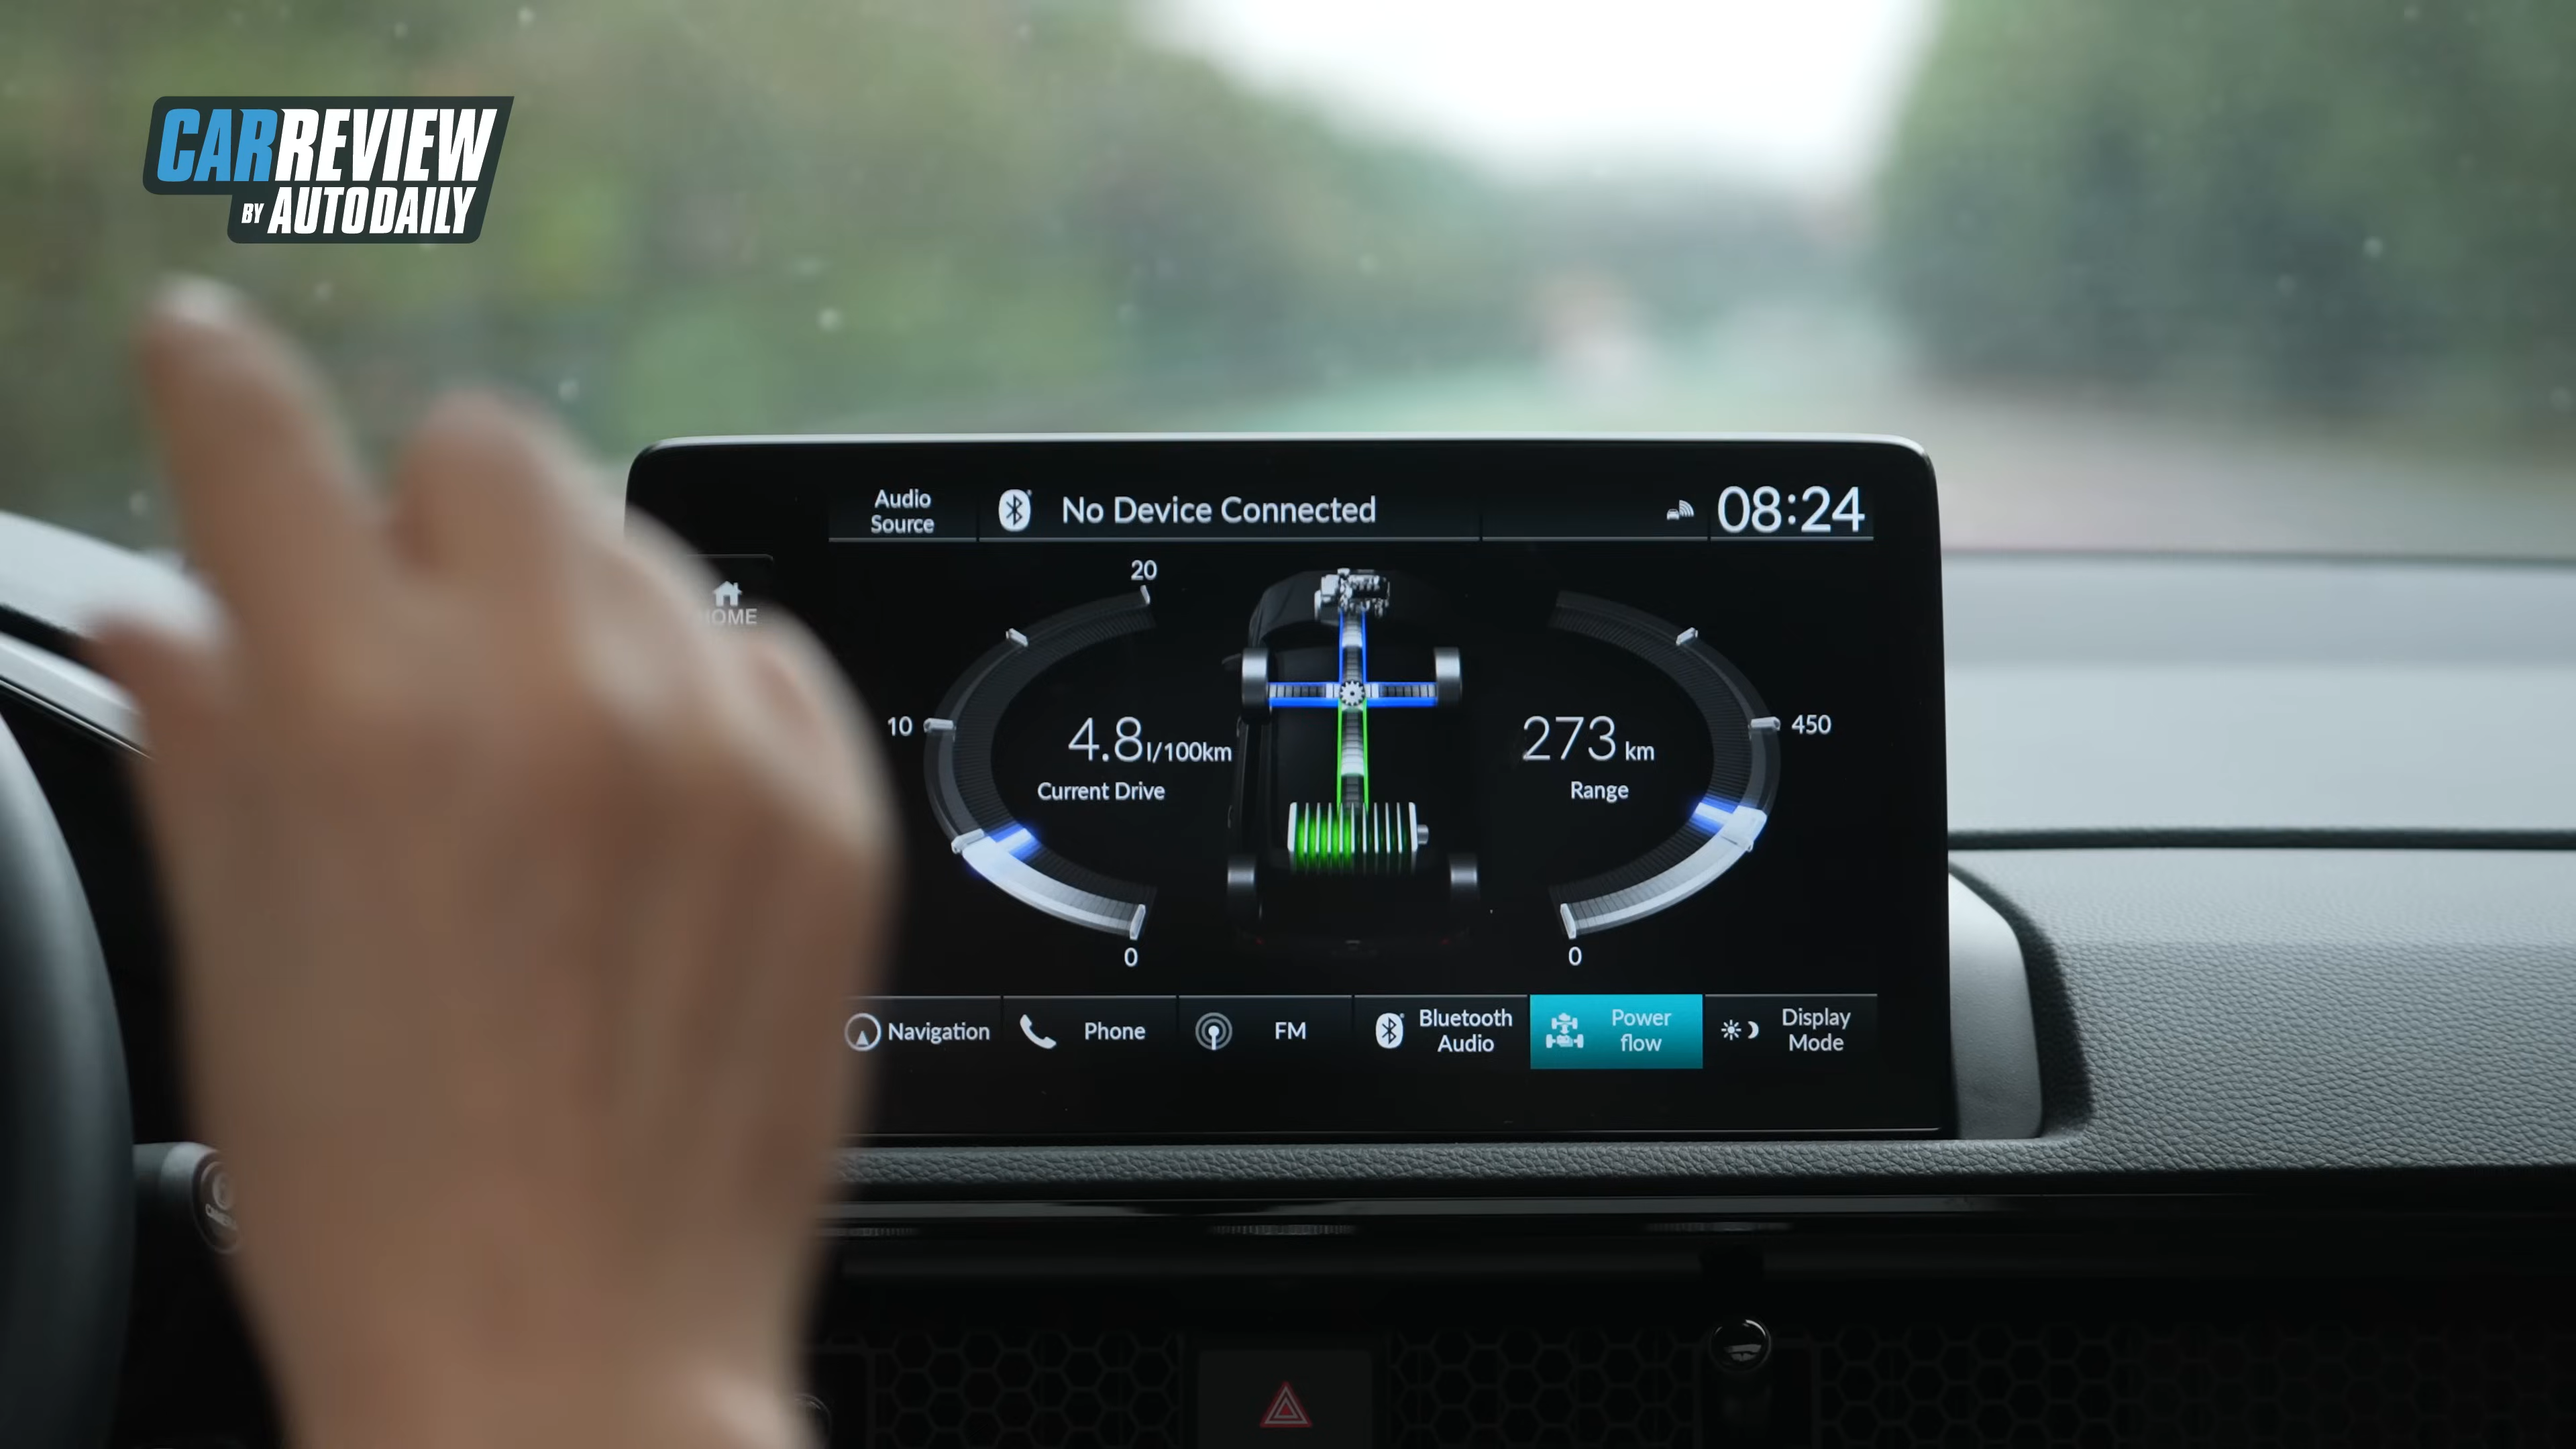 CARREVIEW
BY AUTODAILY
Audio
Source
No Device Connected
08:24
HOME
20
10
4.8 l/100km
Current Drive
0
273 km
Range
450
0
Navigation
Phone
FM
Bluetooth
Audio
Power
flow
Display
Mode